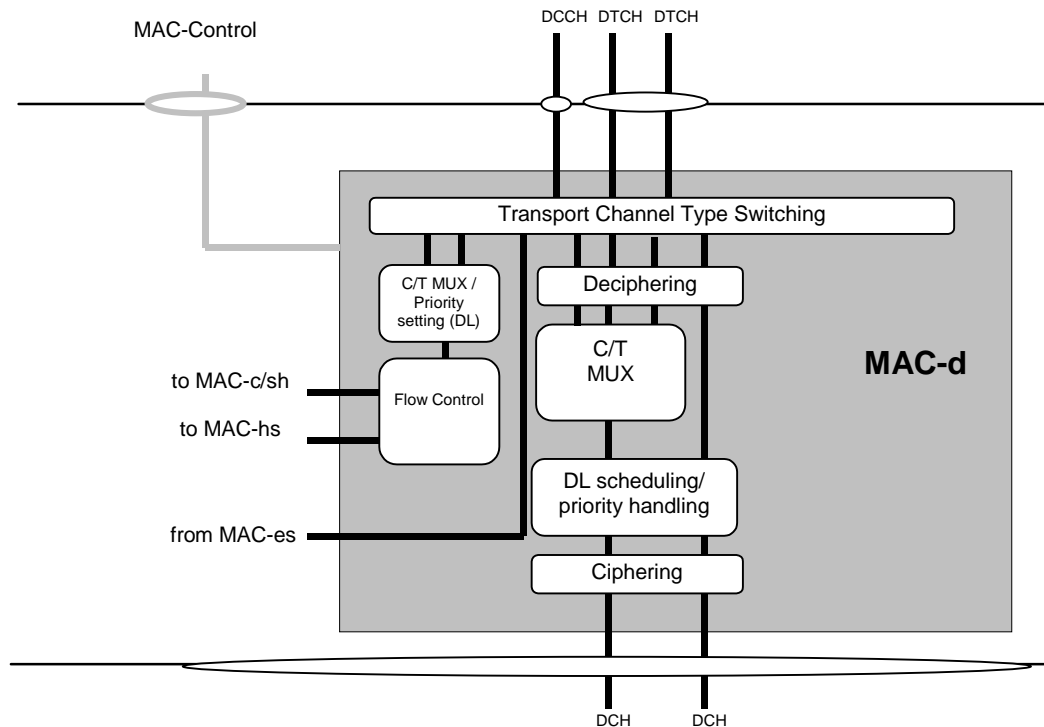 DCCH DTCH DTCH
MAC-Control
Transport Channel Type Switching
C/T MUX /
Priority
setting (DL)
Deciphering
C/T
MUX
MAC-d
to MAC-c/sh
Flow Control
to MAC-hs
DL scheduling/
priority handling
from MAC-es
Ciphering
DCH DCH